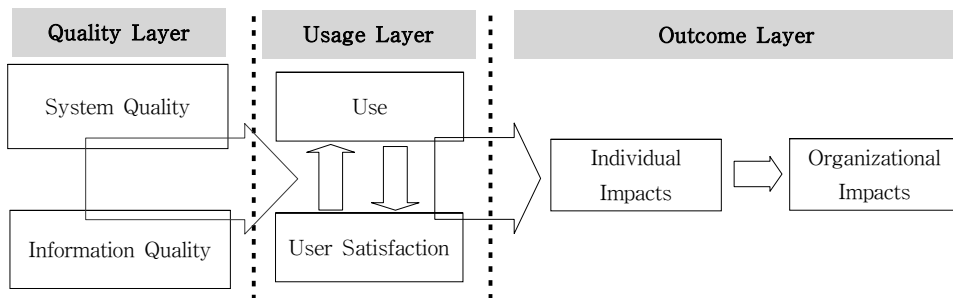 Quality Layer
Usage Layer
Outcome Layer
System Quality
Use
Individual
Impacts
Organizational
Impacts
Information Quality
User Satisfaction